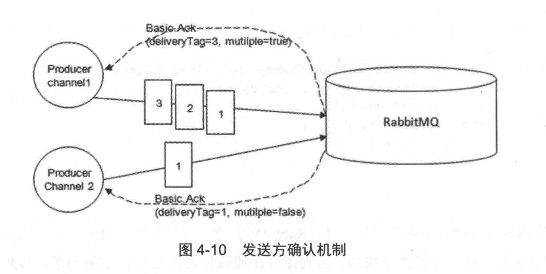 Basic.Ack
(deliveryTag=3, mutilple=true)
Producer
channel1
3
2
1
RabbitMQ
1
Producer
Channel 2
Basic.Ack
(deliveryTag=1, mutilple=false)
图 4-10 发送方确认机制